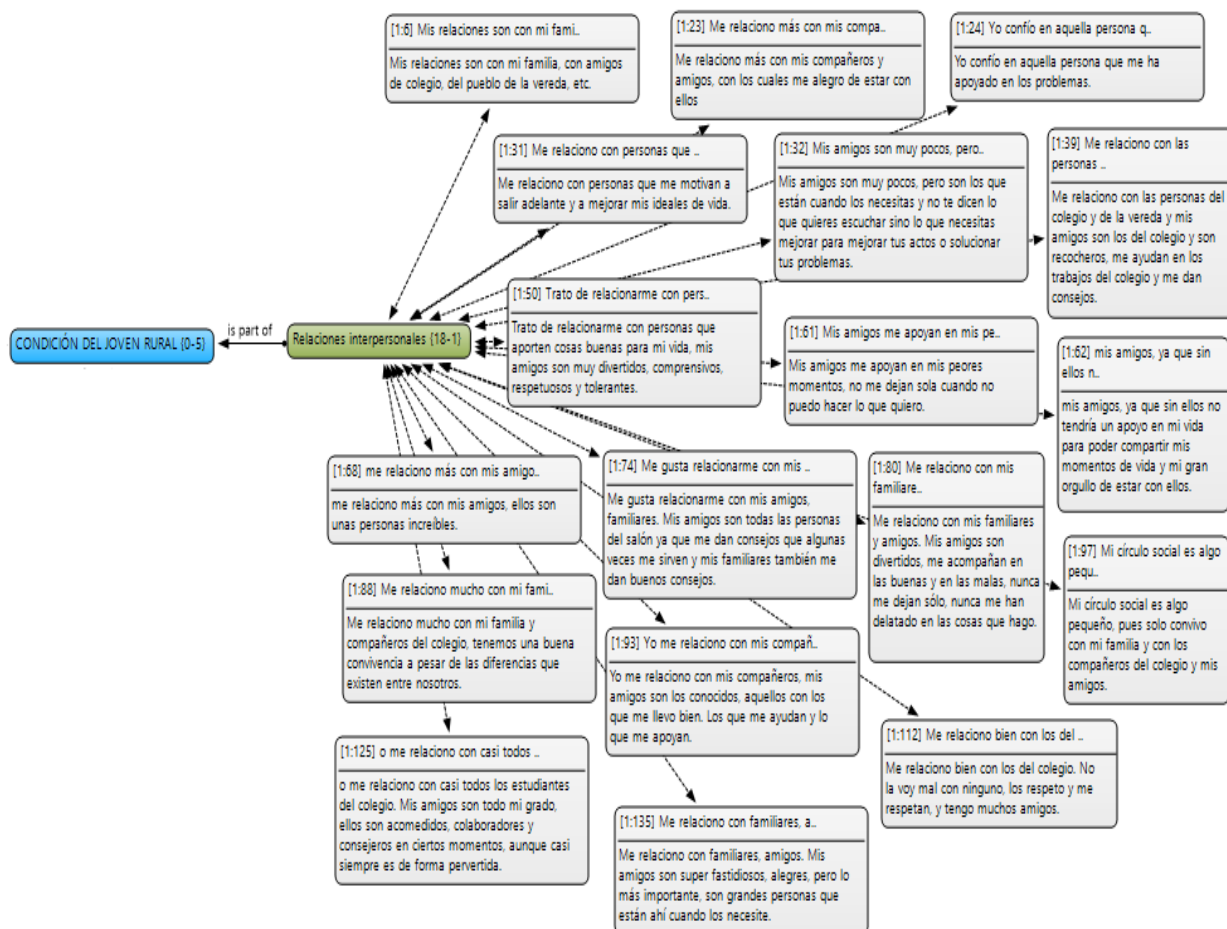 [1:6] Mis relaciones son con mi fami..
Mis relaciones son con mi familia, con amigos
de colegio, del pueblo de la vereda, etc.
[1:23] Me relaciono más con mis compa..
Me relaciono más con mis compañeros y
amigos, con los cuales me alegro de estar con
ellos
[1:24] Yo confío en aquella persona q..
Yo confío en aquella persona que me ha
apoyado en los problemas.
[1:31] Me relaciono con personas que ..
Me relaciono con personas que me motivan a
salir adelante y a mejorar mis ideales de vida.
[1:32] Mis amigos son muy pocos, pero..
Mis amigos son muy pocos, pero son los que
están cuando los necesitas y no te dicen lo
que quieres escuchar sino lo que necesitas
mejorar para mejorar tus actos o solucionar
tus problemas.
[1:39] Me relaciono con las
personas ..
Me relaciono con las personas del
colegio y de la vereda y mis
amigos son los del colegio y son
recocheros, me ayudan en los
trabajos del colegio y me dan
consejos.
[1:50] Trato de relacionarme con pers..
Trato de relacionarme con personas que
aporten cosas buenas para mi vida, mis
amigos son muy divertidos, comprensivos,
respetuosos y tolerantes.
CONDICIÓN DEL JOVEN RURAL {0-5}
is part of
Relaciones interpersonales {18-1}
[1:61] Mis amigos me apoyan en mis pe..
Mis amigos me apoyan en mis peores
momentos, no me dejan sola cuando no
puedo hacer lo que quiero.
[1:62] mis amigos, ya que sin
ellos n..
mis amigos, ya que sin ellos no
tendría un apoyo en mi vida
para poder compartir mis
momentos de vida y mi gran
orgullo de estar con ellos.
[1:68] me relaciono más con mis amigo..
me relaciono más con mis amigos, ellos son
unas personas increíbles.
[1:74] Me gusta relacionarme con mis ..
Me gusta relacionarme con mis amigos,
familiares. Mis amigos son todas las personas
del salón ya que me dan consejos que algunas
veces me sirven y mis familiares también me
dan buenos consejos.
[1:80] Me relaciono con mis
familiare..
Me relaciono con mis familiares
y amigos. Mis amigos son
divertidos, me acompañan en
las buenas y en las malas, nunca
me dejan sólo, nunca me han
delatado en las cosas que hago.
[1:97] Mi círculo social es algo
pequ..
Mi círculo social es algo
pequeño, pues solo convivo
con mi familia y con los
compañeros del colegio y mis
amigos.
[1:88] Me relaciono mucho con mi fami..
Me relaciono mucho con mi familia y
compañeros del colegio, tenemos una buena
convivencia a pesar de las diferencias que
existen entre nosotros.
[1:93] Yo me relaciono con mis compañ..
Yo me relaciono con mis compañeros, mis
amigos son los conocidos, aquellos con los
que me llevo bien. Los que me ayudan y lo
que me apoyan.
[1:112] Me relaciono bien con los del ..
Me relaciono bien con los del colegio. No
la voy mal con ninguno, los respeto y me
respetan, y tengo muchos amigos.
[1:125] o me relaciono con casi todos ..
o me relaciono con casi todos los estudiantes
del colegio. Mis amigos son todo mi grado,
ellos son acomedidos, colaboradores y
consejeros en ciertos momentos, aunque casi
siempre es de forma pervertida.
[1:135] Me relaciono con familiares, a..
Me relaciono con familiares, amigos. Mis
amigos son super fastidiosos, alegres, pero lo
más importante, son grandes personas que
están ahí cuando los necesite.